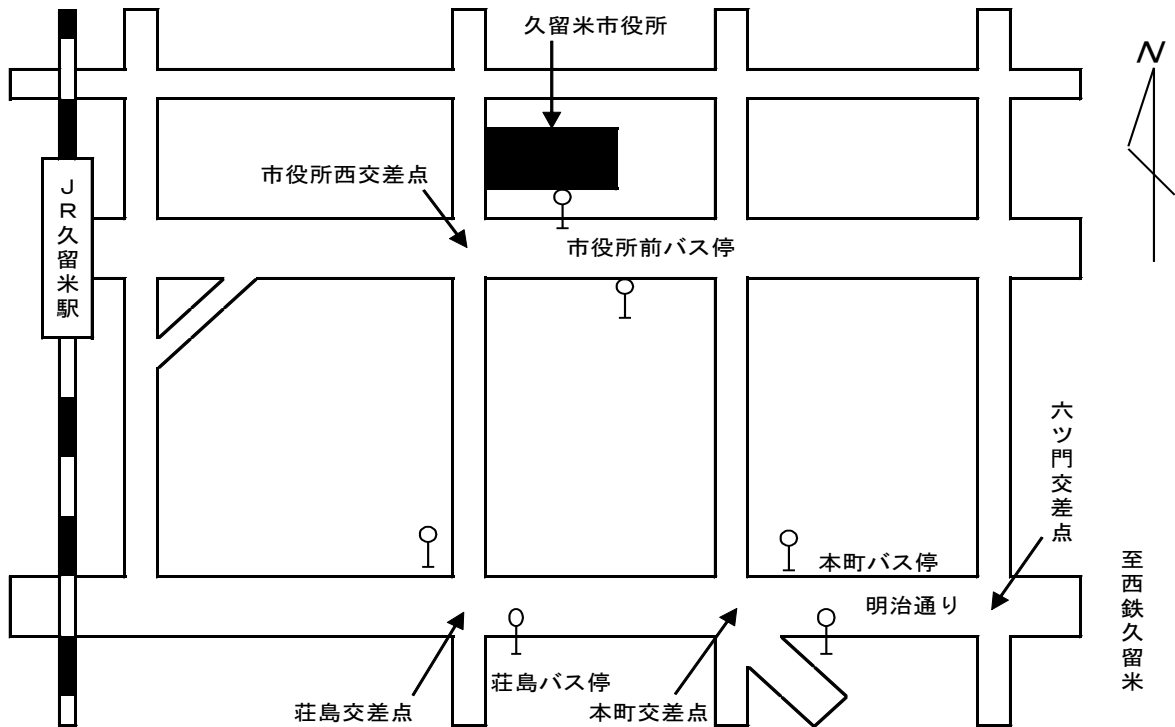 久留米市役所
N
市役所西交差点
JR久留米駅
市役所前バス停
六ツ門交差点
本町バス停
明治通り
至西鉄久留米
荘島バス停
荘島交差点
本町交差点